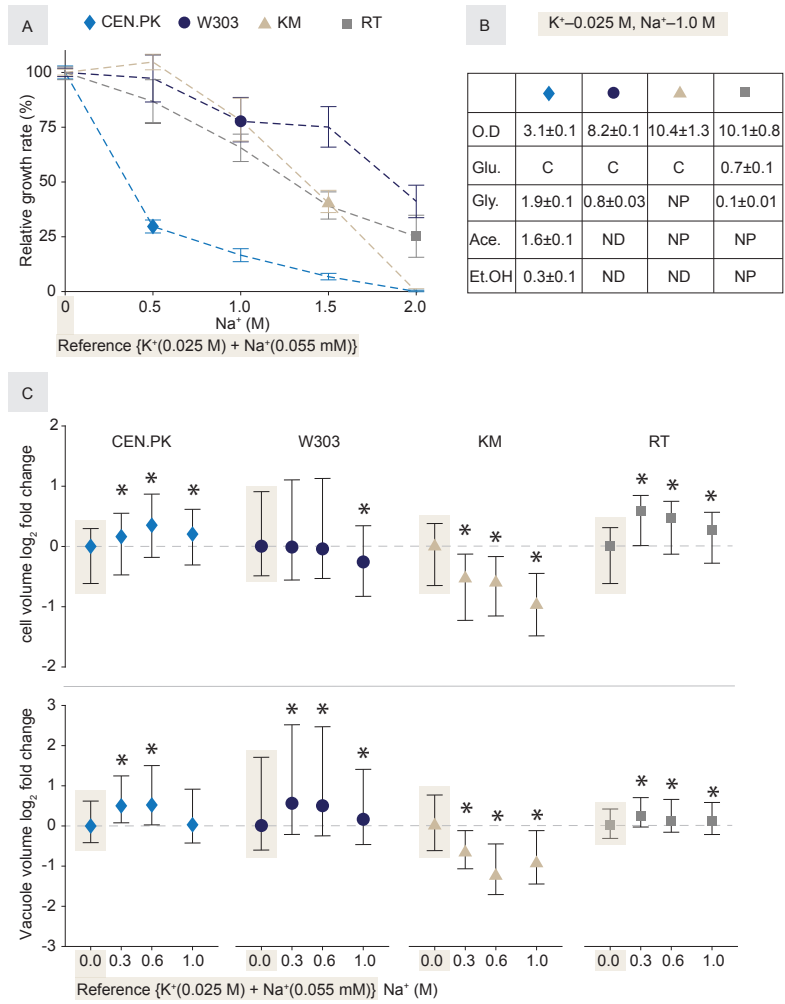 A
CEN.PK W303 KM RT
Relative growth rate (%)
100
75
50
25
0
0 0.5 1.0 1.5 2.0
Na⁺ (M)
Reference {K⁺(0.025 M) + Na⁺(0.055 mM)}
B
K⁺–0.025 M, Na⁺–1.0 M
O.D 3.1±0.1 8.2±0.1 10.4±1.3 10.1±0.8
Glu. C C C 0.7±0.1
Gly. 1.9±0.1 0.8±0.03 NP 0.1±0.01
Ace. 1.6±0.1 ND NP NP
Et.OH 0.3±0.1 ND ND NP
C
CEN.PK W303 KM RT
cell volume log₂ fold change
2
1
0
-1
-2
* * *
*
* * *
* * *
Vacuole volume log₂ fold change
3
2
1
0
-1
-2
-3
* *
* * *
* * *
* * *
0.0 0.3 0.6 1.0 0.0 0.3 0.6 1.0 0.0 0.3 0.6 1.0 0.0 0.3 0.6 1.0
Reference {K⁺(0.025 M) + Na⁺(0.055 mM)} Na⁺ (M)